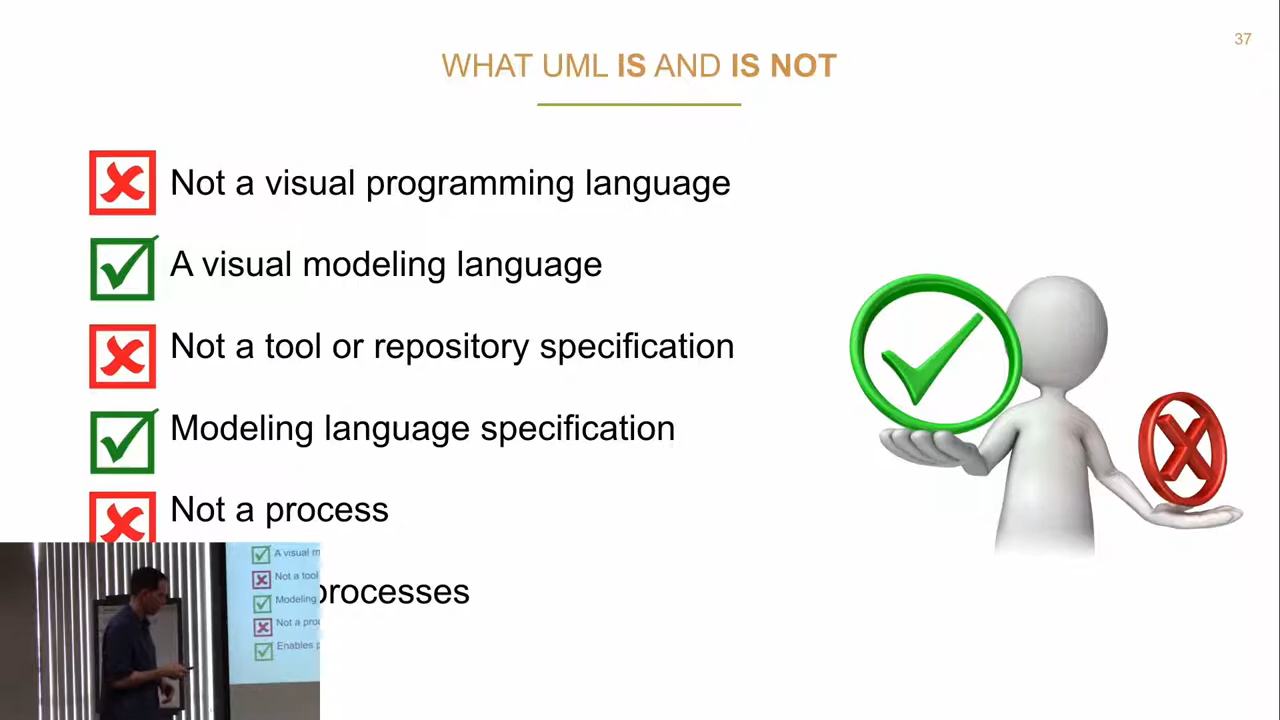 37
WHAT UML IS AND IS NOT
Not a visual programming language
A visual modeling language
Not a tool or repository specification
Modeling language specification
Not a process
processes
A visual m
Not a tool
Modeling
Not a pro
Enables p